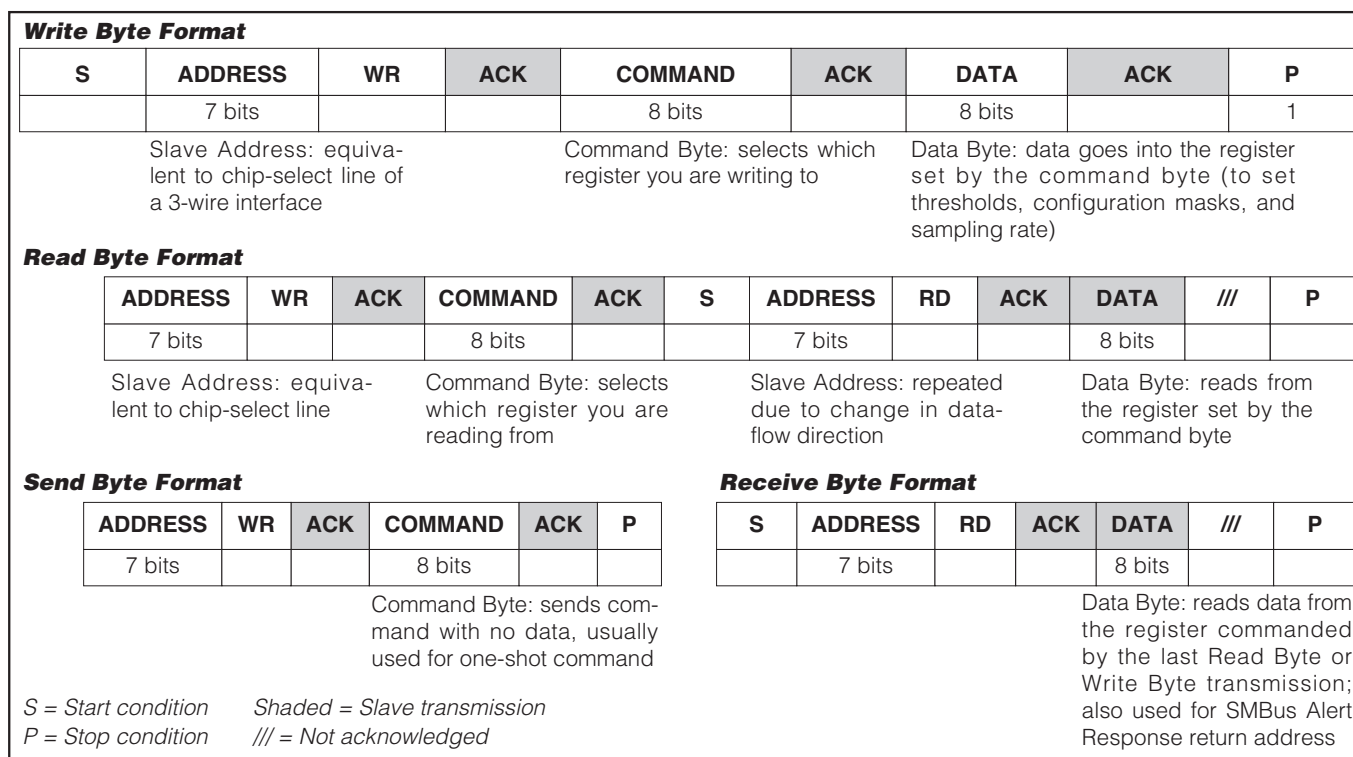 Write Byte Format
S ADDRESS WR ACK COMMAND ACK DATA ACK P
7 bits 8 bits 8 bits 1
Slave Address: equiva-
lent to chip-select line of
a 3-wire interface
Command Byte: selects which
register you are writing to
Data Byte: data goes into the register
set by the command byte (to set
thresholds, configuration masks, and
sampling rate)
Read Byte Format
ADDRESS WR ACK COMMAND ACK S ADDRESS RD ACK DATA /// P
7 bits 8 bits 7 bits 8 bits
Slave Address: equiva-
lent to chip-select line
Command Byte: selects
which register you are
reading from
Slave Address: repeated
due to change in data-
flow direction
Data Byte: reads from
the register set by the
command byte
Send Byte Format
ADDRESS WR ACK COMMAND ACK P
7 bits 8 bits
Command Byte: sends com-
mand with no data, usually
used for one-shot command
Receive Byte Format
S ADDRESS RD ACK DATA /// P
7 bits 8 bits
Data Byte: reads data from
the register commanded
by the last Read Byte or
Write Byte transmission;
also used for SMBus Alert
Response return address
S = Start condition Shaded = Slave transmission
P = Stop condition /// = Not acknowledged